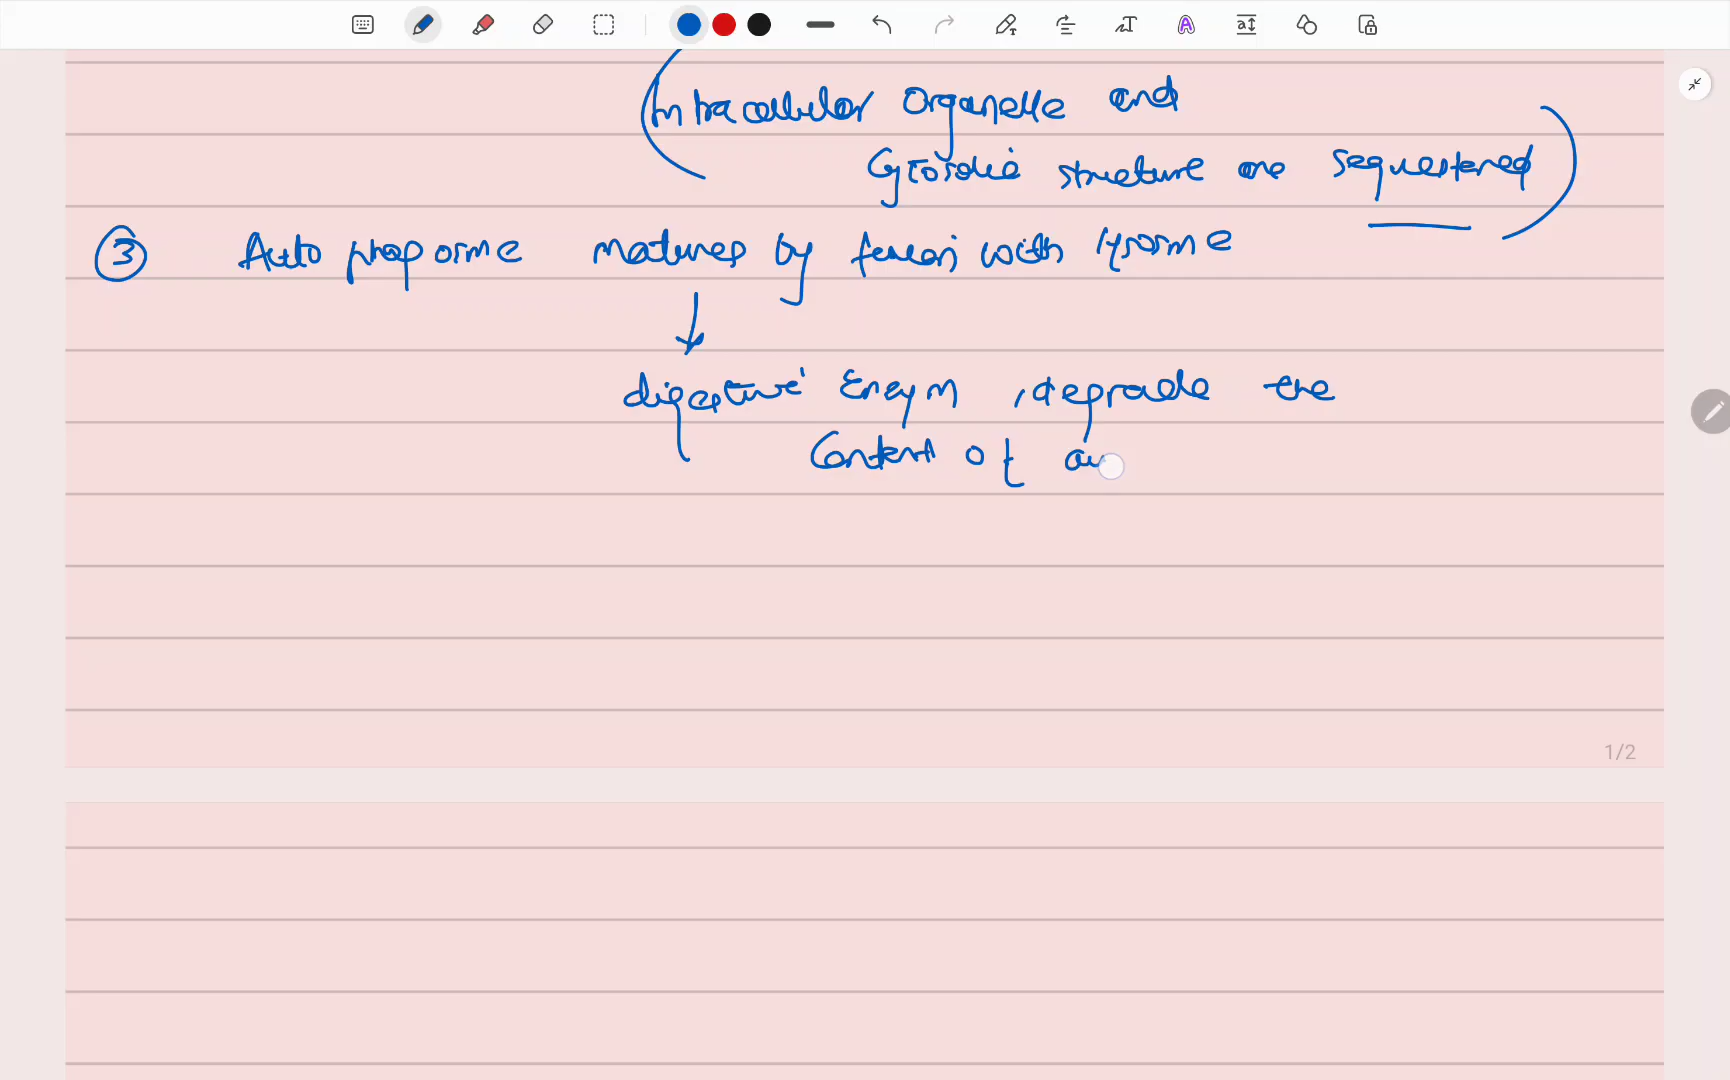 (Intracellular Organelle and
Cytosolic structure are sequestered)
③ Auto phagosome matures by fusion with lysosome
↓
digestive Enzym, degrade the
Content of au
1/2